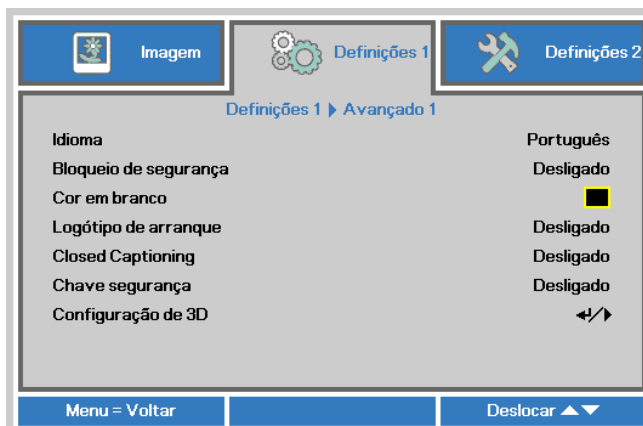 Imagem Definições 1 Definições 2
Definições 1 Avançado 1
Idioma Português
Bloqueio de segurança Desligado
Cor em branco
Logótipo de arranque Desligado
Closed Captioning Desligado
Chave segurança Desligado
Configuração de 3D
Menu = Voltar Deslocar